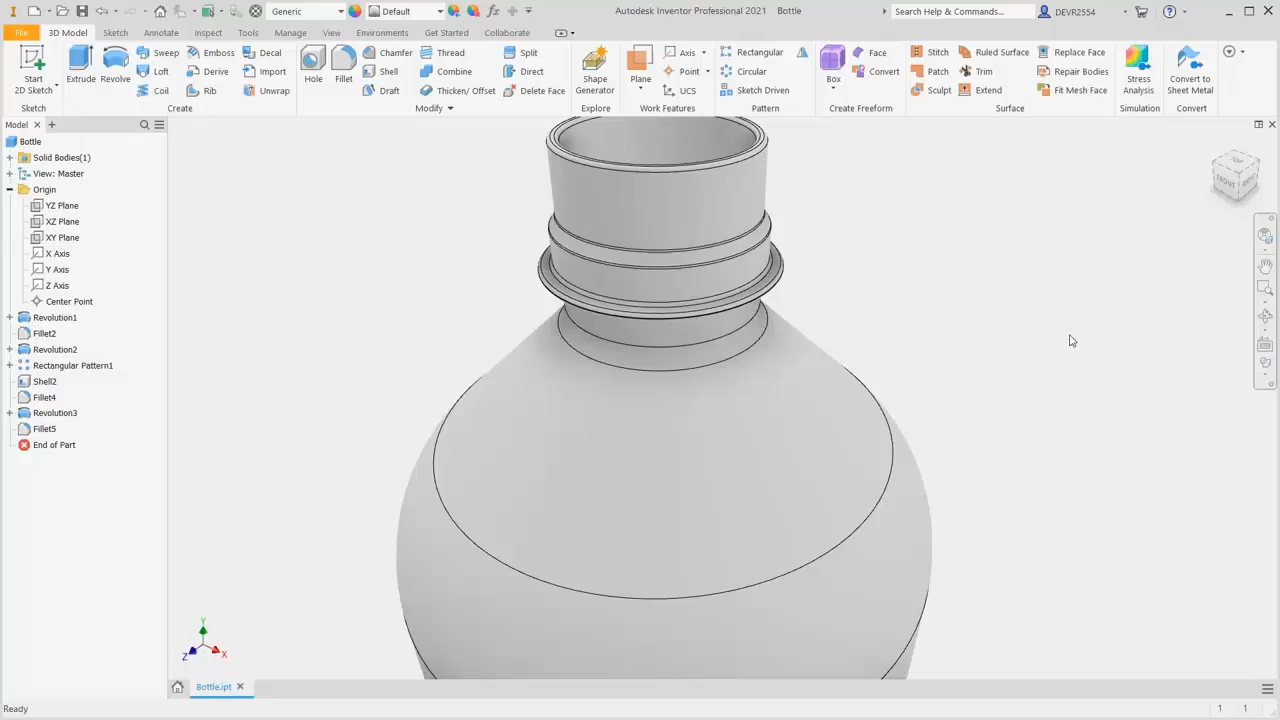 Generic Default Autodesk Inventor Professional 2021 Bottle Search Help & Commands... DEVR2554
File 3D Model Sketch Annotate Inspect Tools Manage View Environments Get Started Collaborate
Start
2D Sketch
Extrude
Revolve
Sweep
Loft
Coil
Emboss
Derive
Rib
Decal
Import
Unwrap
Hole
Fillet
Chamfer
Shell
Draft
Thread
Combine
Thicken/ Offset
Split
Direct
Delete Face
Shape
Generator
Plane
Axis
Point
UCS
Rectangular
Circular
Sketch Driven
Box
Face
Convert
Stitch
Patch
Sculpt
Ruled Surface
Trim
Extend
Replace Face
Repair Bodies
Fit Mesh Face
Stress
Analysis
Convert to
Sheet Metal
Sketch Create Modify Explore Work Features Pattern Create Freeform Surface Simulation Convert
Model
Bottle
Solid Bodies(1)
View: Master
Origin
YZ Plane
XZ Plane
XY Plane
X Axis
Y Axis
Z Axis
Center Point
Revolution1
Fillet2
Revolution2
Rectangular Pattern1
Shell2
Fillet4
Revolution3
Fillet5
End of Part
TOP
FRONT
Y
Z
X
Bottle.ipt
Ready 1 1